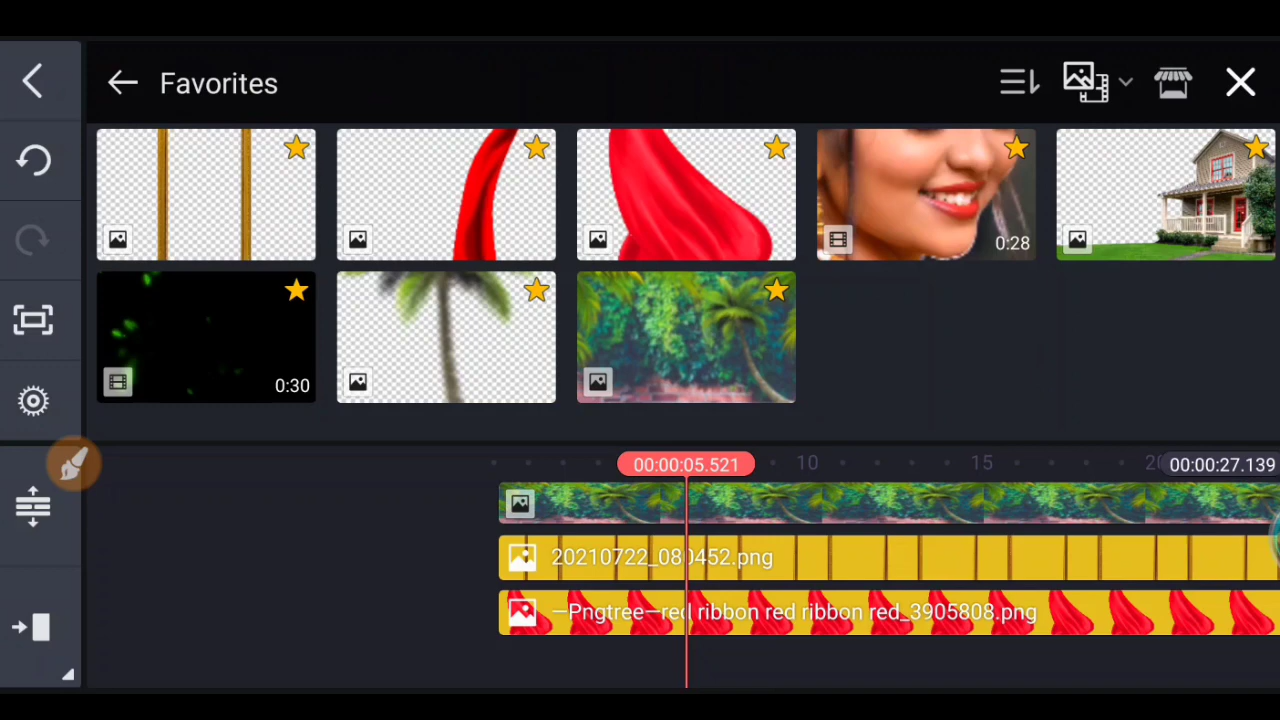 Favorites
0:28
0:30
00:00:05.521
10
15
20
00:00:27.139
20210722_080452.png
—Pngtree—red ribbon red ribbon red_3905808.png